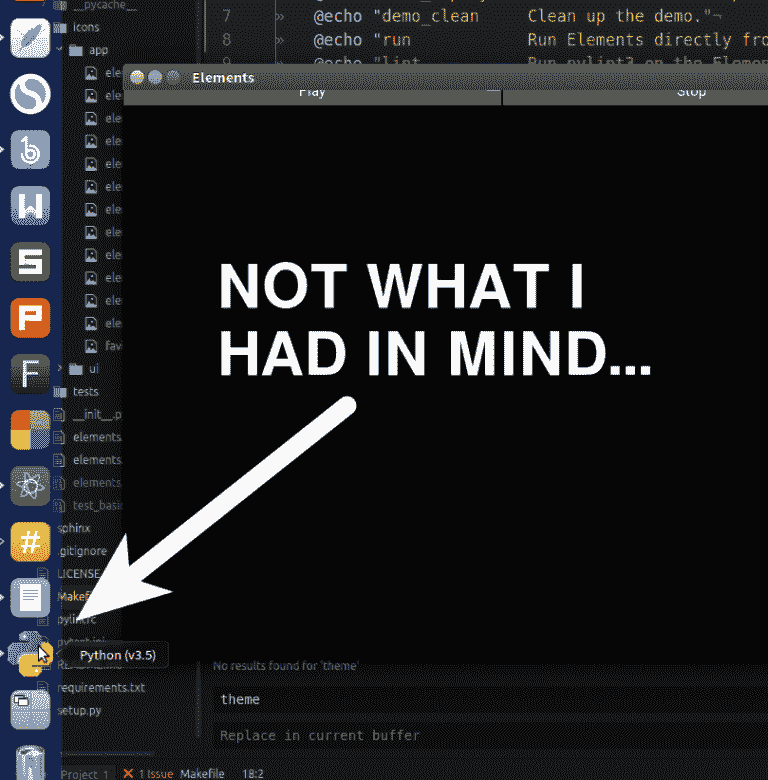 __pycache__
icons
app
7 » @echo "demo_clean Clean up the demo."¬
8 » @echo "run Run Elements directly fro
9 » @echo "lint Run pylint3 on the Elemen
Elements
Play Stop
ele
ele
ele
ele
ele
ele
ele
ele
ele
ele
ele
ele
fav
ui
tests
__init__.p
elements
elements
elements
test_basi
sphinx
.gitignore
LICENSE
Makef
pylintrc
pytest.ini
Python (v3.5)
requirements.txt
setup.py
NOT WHAT I
HAD IN MIND...
No results found for 'theme'
theme
Replace in current buffer
Project 1 1 Issue Makefile 18:2